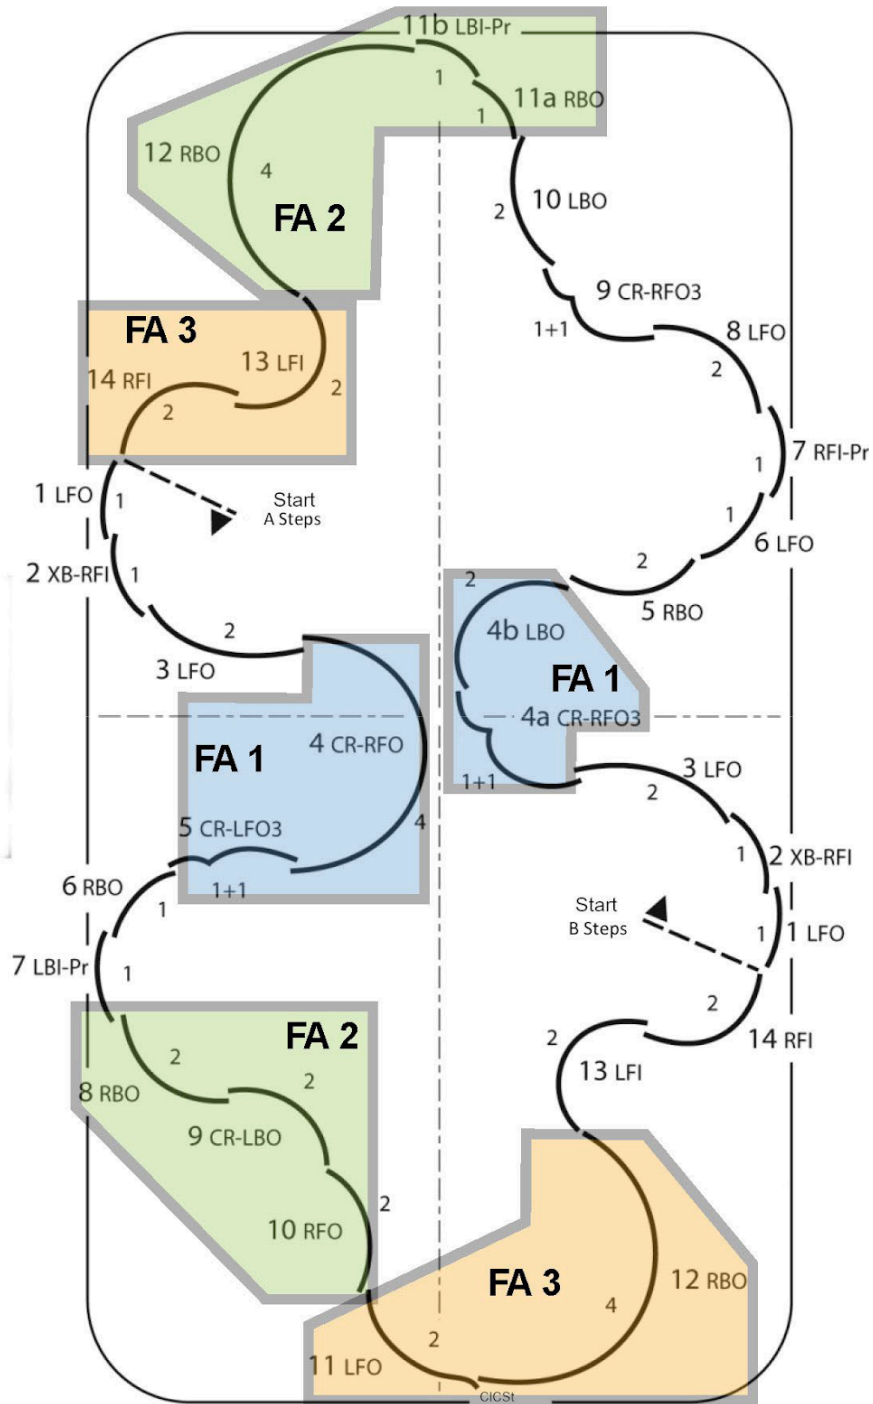 11b LBI-Pr
1
11a RBO
1
12 RBO
4
FA 2
10 LBO
2
9 CR-RFO3
1+1
8 LFO
2
FA 3
13 LFI
2
14 RFI
2
7 RFI-Pr
1
1 LFO
1
Start
A Steps
6 LFO
1
2 XB-RFI
1
5 RBO
2
2
4b LBO
3 LFO
2
FA 1
4a CR-RFO3
1+1
4 CR-RFO
4
FA 1
3 LFO
2
5 CR-LFO3
1+1
2 XB-RFI
1
6 RBO
1
Start
B Steps
1 LFO
1
7 LBI-Pr
1
14 RFI
2
FA 2
2
13 LFI
8 RBO
2
2
9 CR-LBO
10 RFO
2
FA 3
12 RBO
4
11 LFO
2
ClCSt